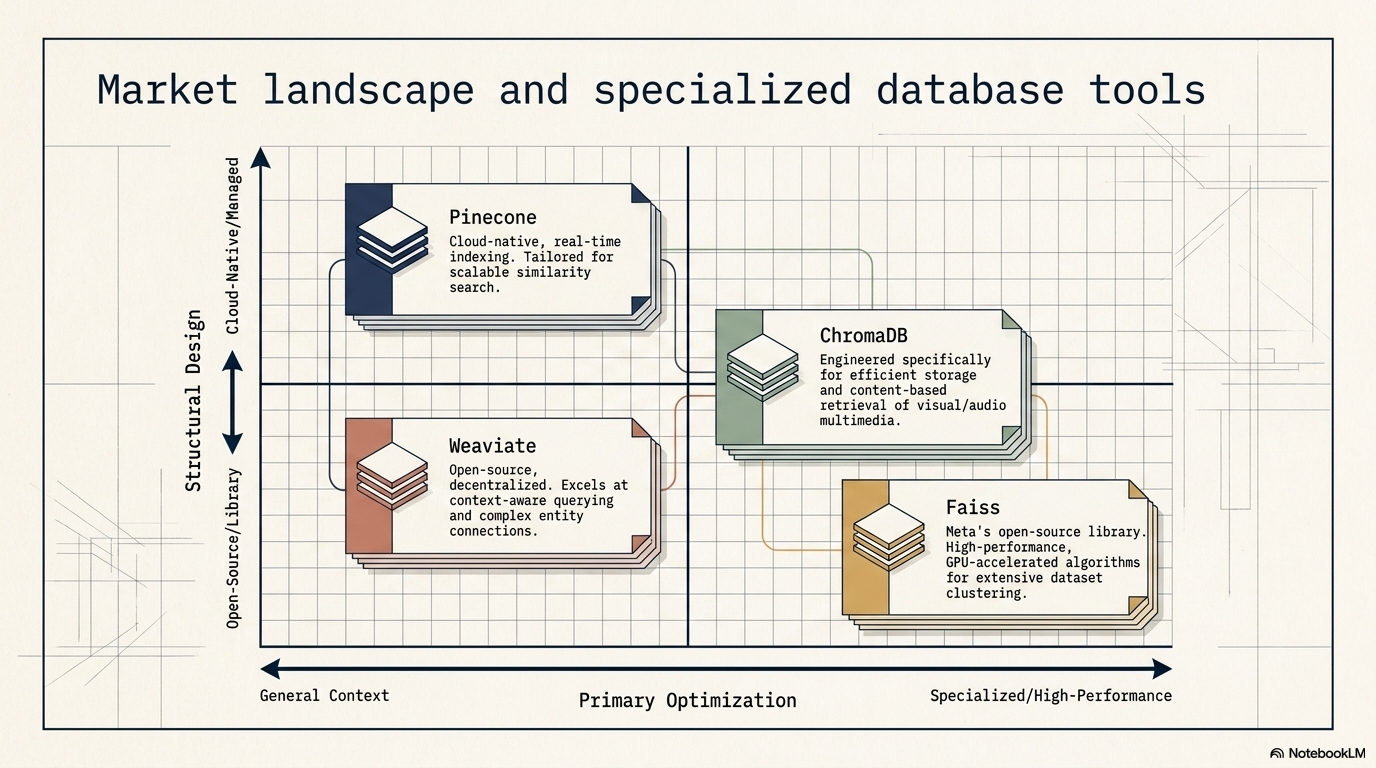 Market landscape and specialized database tools
Structural Design
Cloud-Native/Managed
Open-Source/Library
Pinecone
Cloud-native, real-time
indexing. Tailored for
scalable similarity
search.
ChromaDB
Engineered specifically
for efficient storage
and content-based
retrieval of visual/audio
multimedia.
Weaviate
Open-source,
decentralized. Excels at
context-aware querying
and complex entity
connections.
Faiss
Meta's open-source library.
High-performance,
GPU-accelerated algorithms
for extensive dataset
clustering.
General Context
Primary Optimization
Specialized/High-Performance
NotebookLM